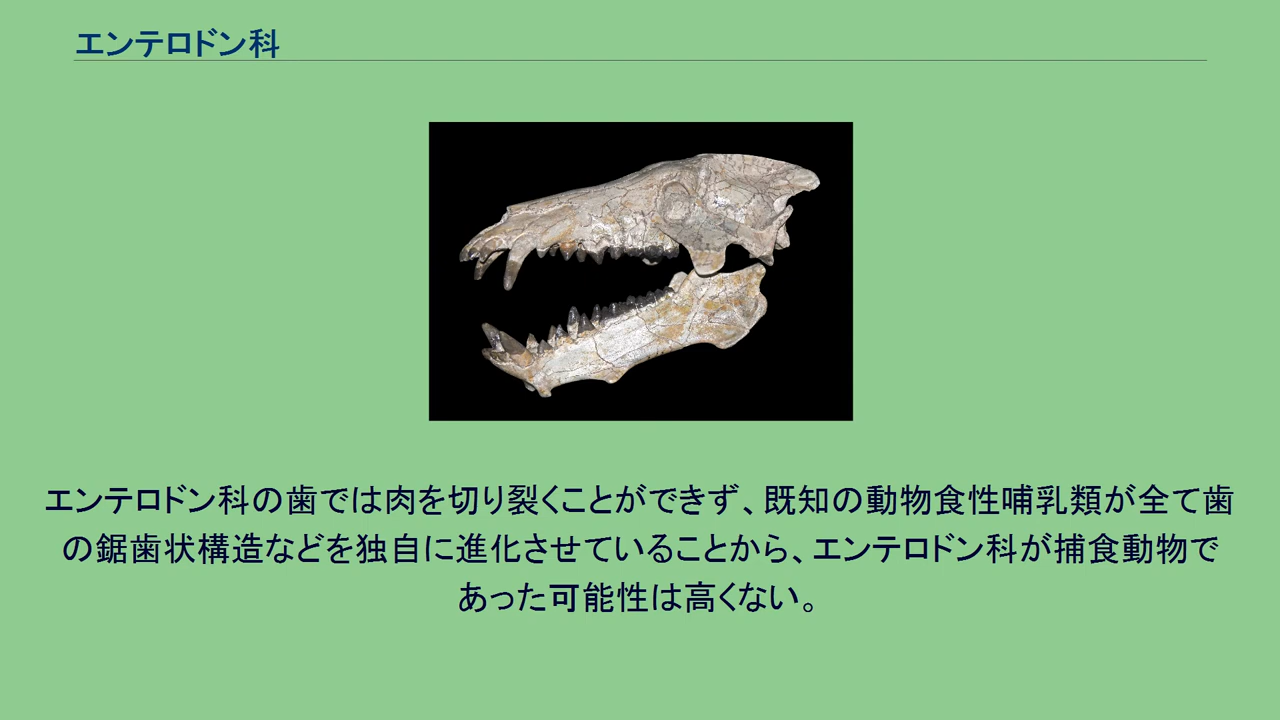 エンテロドン科
エンテロドン科の歯では肉を切り裂くことができず、既知の動物食性哺乳類が全て歯
の鋸歯状構造などを独自に進化させていることから、エンテロドン科が捕食動物で
あった可能性は高くない。